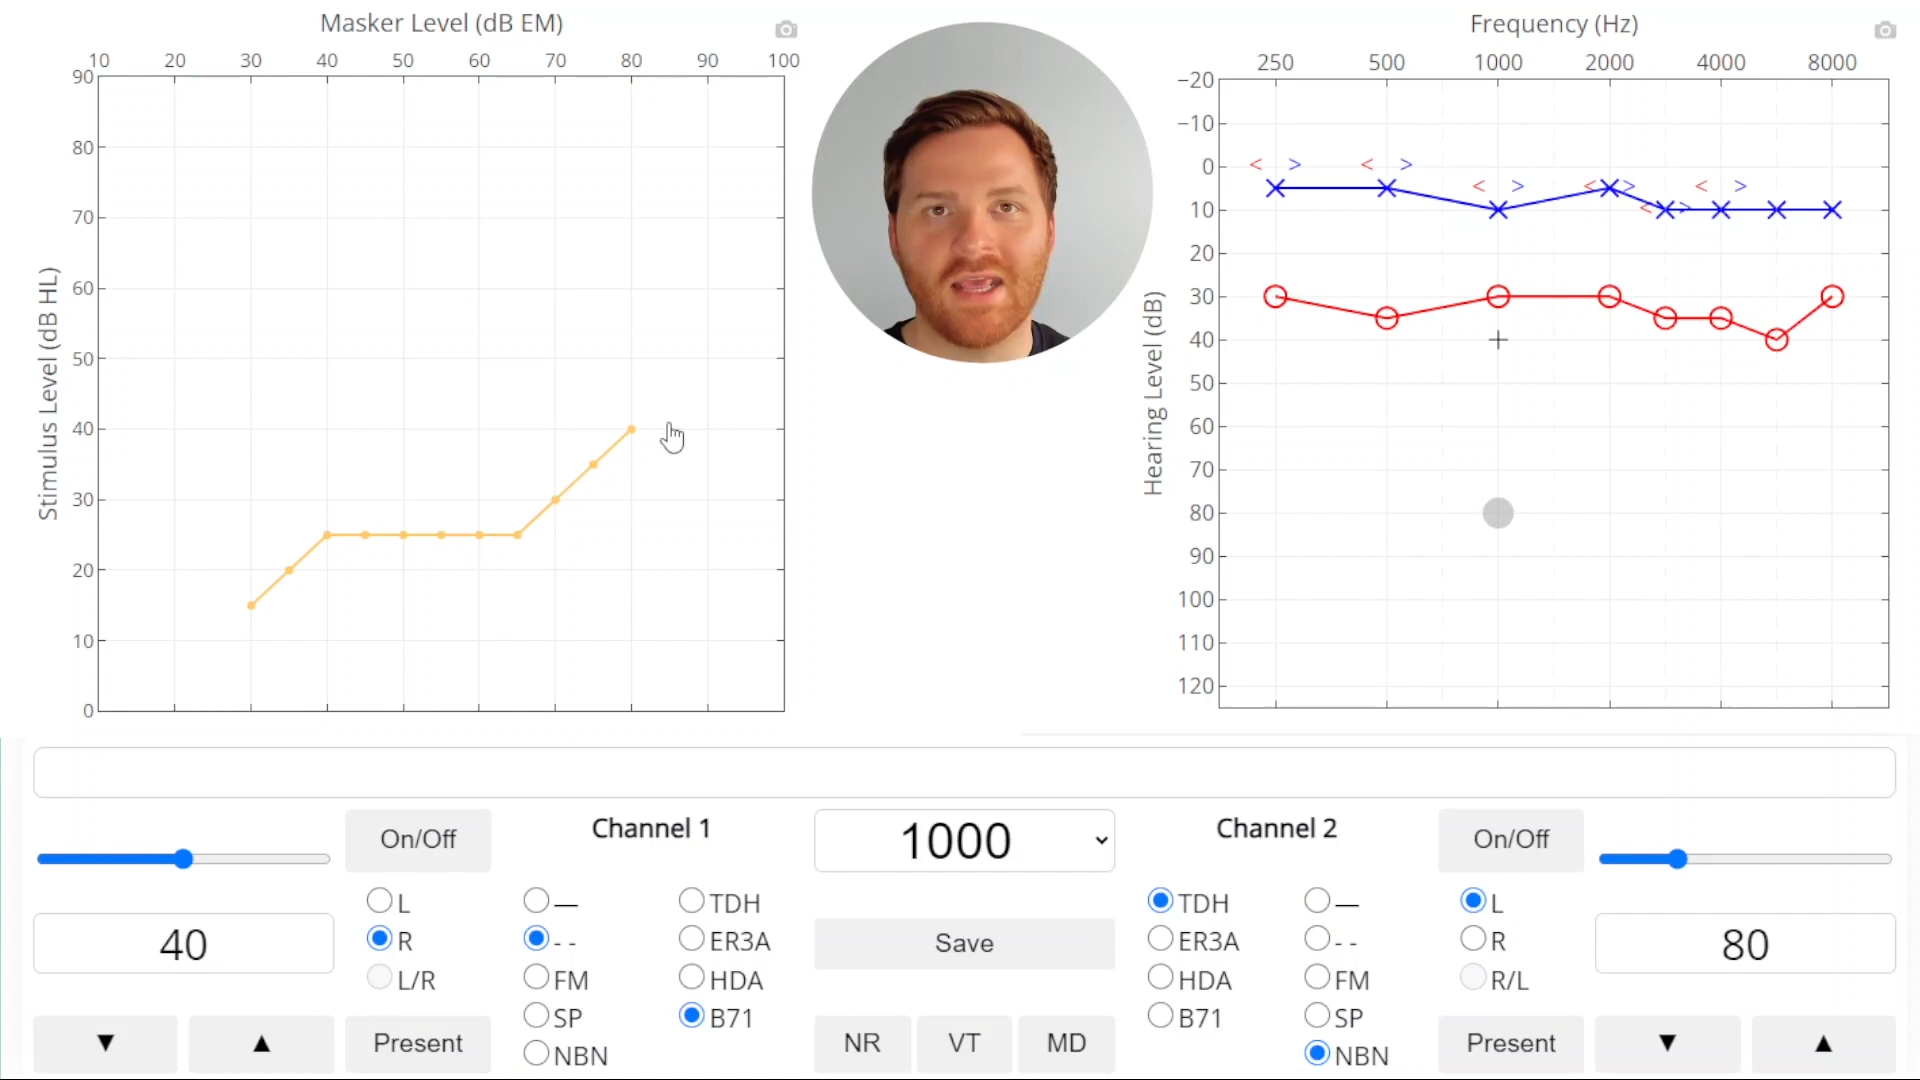 Masker Level (dB EM)
10 20 30 40 50 60 70 80 90 100
90
80
70
60
50
40
30
20
10
0
Stimulus Level (dB HL)
Frequency (Hz)
250 500 1000 2000 4000 8000
−20
−10
0
10
20
30
40
50
60
70
80
90
100
110
120
Hearing Level (dB)
On/Off
Channel 1
1000
Channel 2
On/Off
L
—
TDH
TDH
—
L
40
R
- -
ER3A
Save
ER3A
- -
R
80
L/R
FM
HDA
HDA
FM
R/L
SP
B71
B71
SP
▼ ▲ Present
NBN
NR VT MD
NBN
Present ▼ ▲